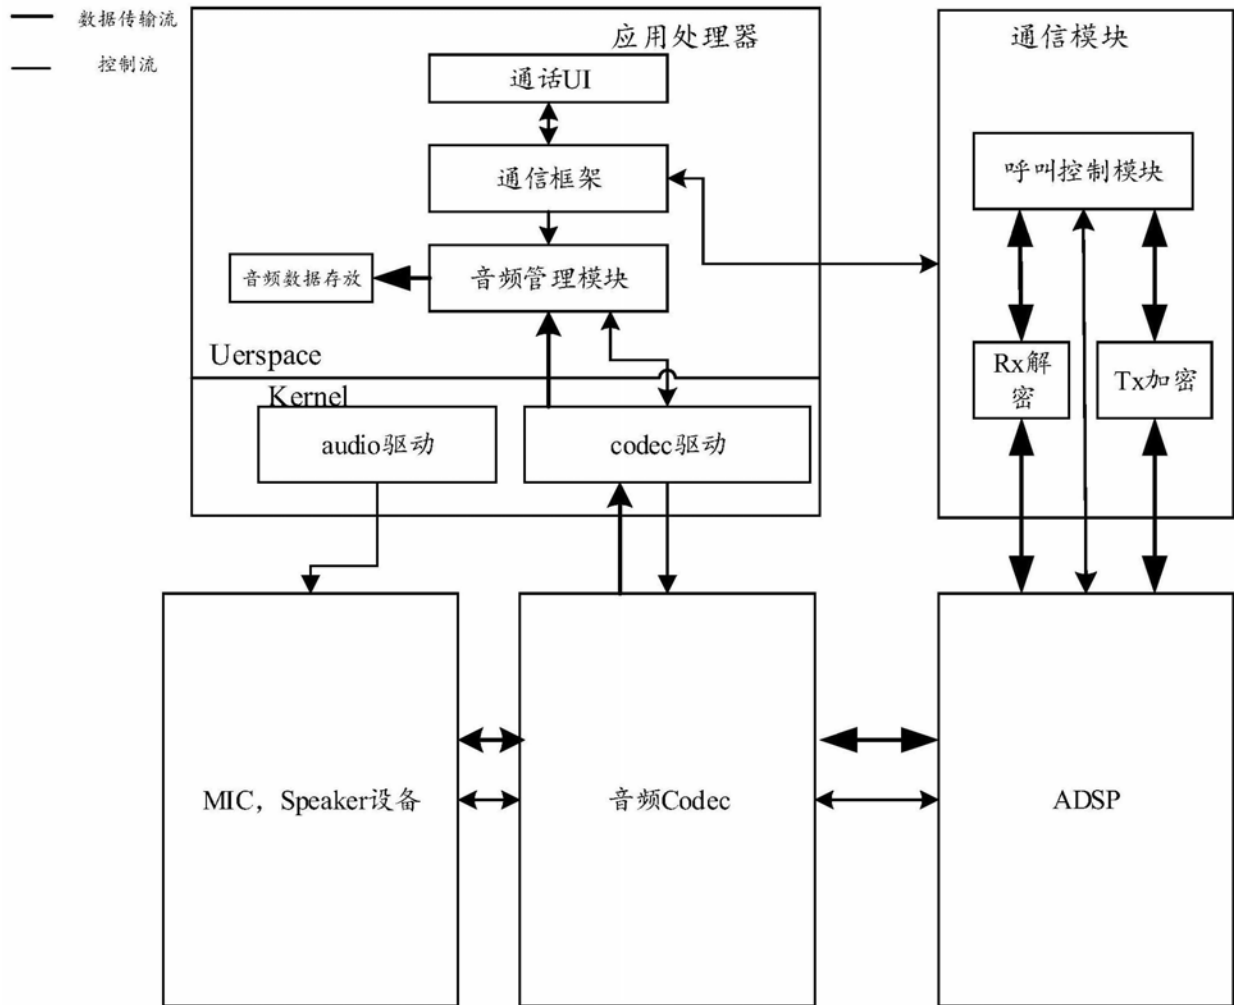 数据传输流
控制流
应用处理器
通话UI
通信框架
音频管理模块
音频数据存放
Uerspace
Kernel
audio驱动
codec驱动
通信模块
呼叫控制模块
Rx解
密
Tx加密
MIC，Speaker设备
音频Codec
ADSP